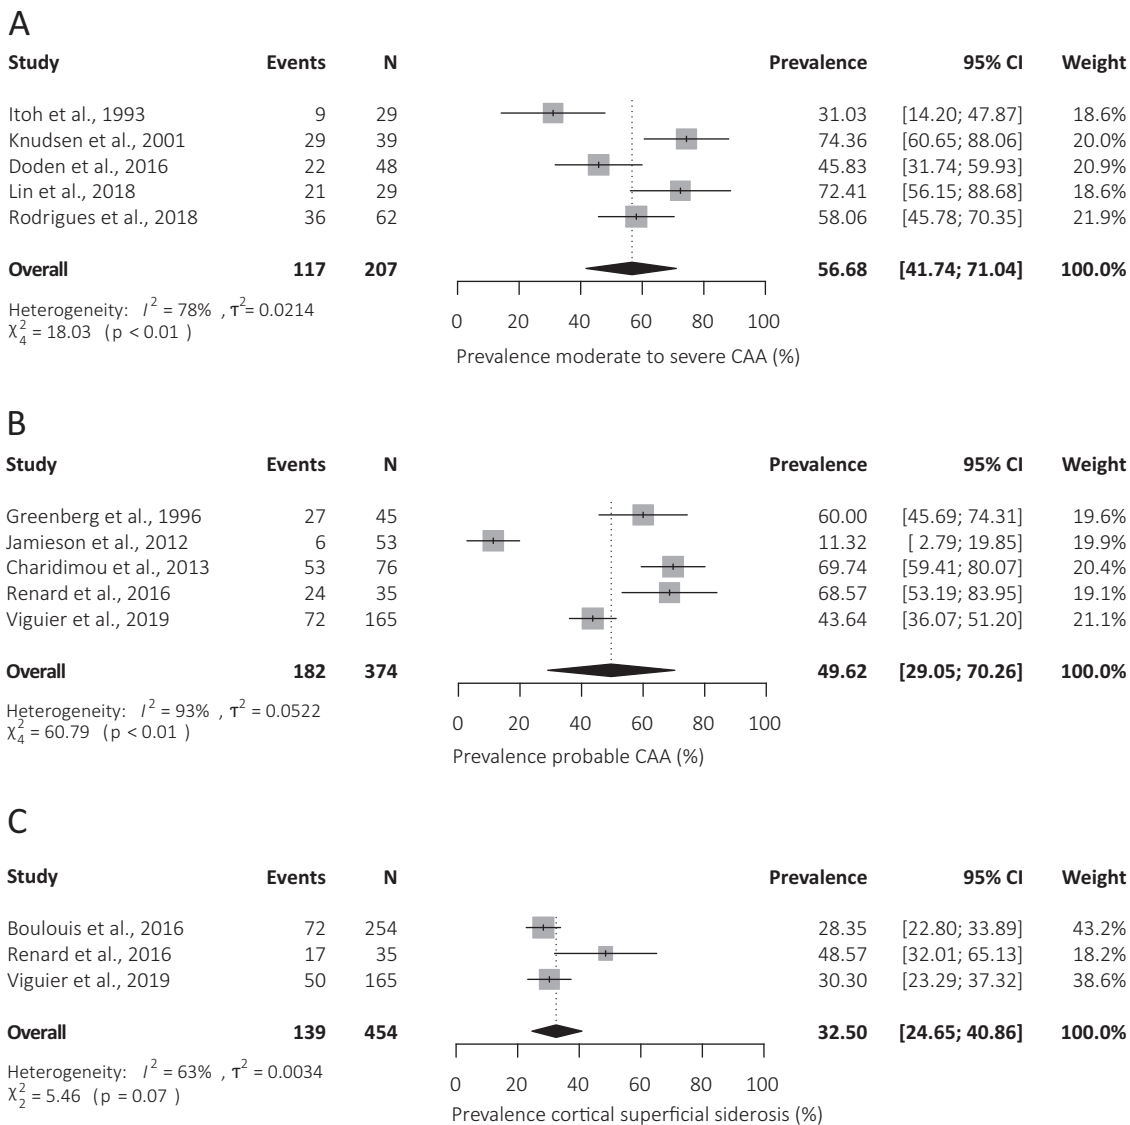 A
Study Events N Prevalence 95% CI Weight
Itoh et al., 1993 9 29 31.03 [14.20; 47.87] 18.6%
Knudsen et al., 2001 29 39 74.36 [60.65; 88.06] 20.0%
Doden et al., 2016 22 48 45.83 [31.74; 59.93] 20.9%
Lin et al., 2018 21 29 72.41 [56.15; 88.68] 18.6%
Rodrigues et al., 2018 36 62 58.06 [45.78; 70.35] 21.9%
Overall 117 207 56.68 [41.74; 71.04] 100.0%
Heterogeneity: I² = 78% , τ²= 0.0214
χ²₄ = 18.03 (p < 0.01 )
0 20 40 60 80 100
Prevalence moderate to severe CAA (%)
B
Study Events N Prevalence 95% CI Weight
Greenberg et al., 1996 27 45 60.00 [45.69; 74.31] 19.6%
Jamieson et al., 2012 6 53 11.32 [ 2.79; 19.85] 19.9%
Charidimou et al., 2013 53 76 69.74 [59.41; 80.07] 20.4%
Renard et al., 2016 24 35 68.57 [53.19; 83.95] 19.1%
Viguier et al., 2019 72 165 43.64 [36.07; 51.20] 21.1%
Overall 182 374 49.62 [29.05; 70.26] 100.0%
Heterogeneity: I² = 93% , τ² = 0.0522
χ²₄ = 60.79 (p < 0.01 )
0 20 40 60 80 100
Prevalence probable CAA (%)
C
Study Events N Prevalence 95% CI Weight
Boulouis et al., 2016 72 254 28.35 [22.80; 33.89] 43.2%
Renard et al., 2016 17 35 48.57 [32.01; 65.13] 18.2%
Viguier et al., 2019 50 165 30.30 [23.29; 37.32] 38.6%
Overall 139 454 32.50 [24.65; 40.86] 100.0%
Heterogeneity: I² = 63% , τ² = 0.0034
χ²₂ = 5.46 (p = 0.07 )
0 20 40 60 80 100
Prevalence cortical superficial siderosis (%)